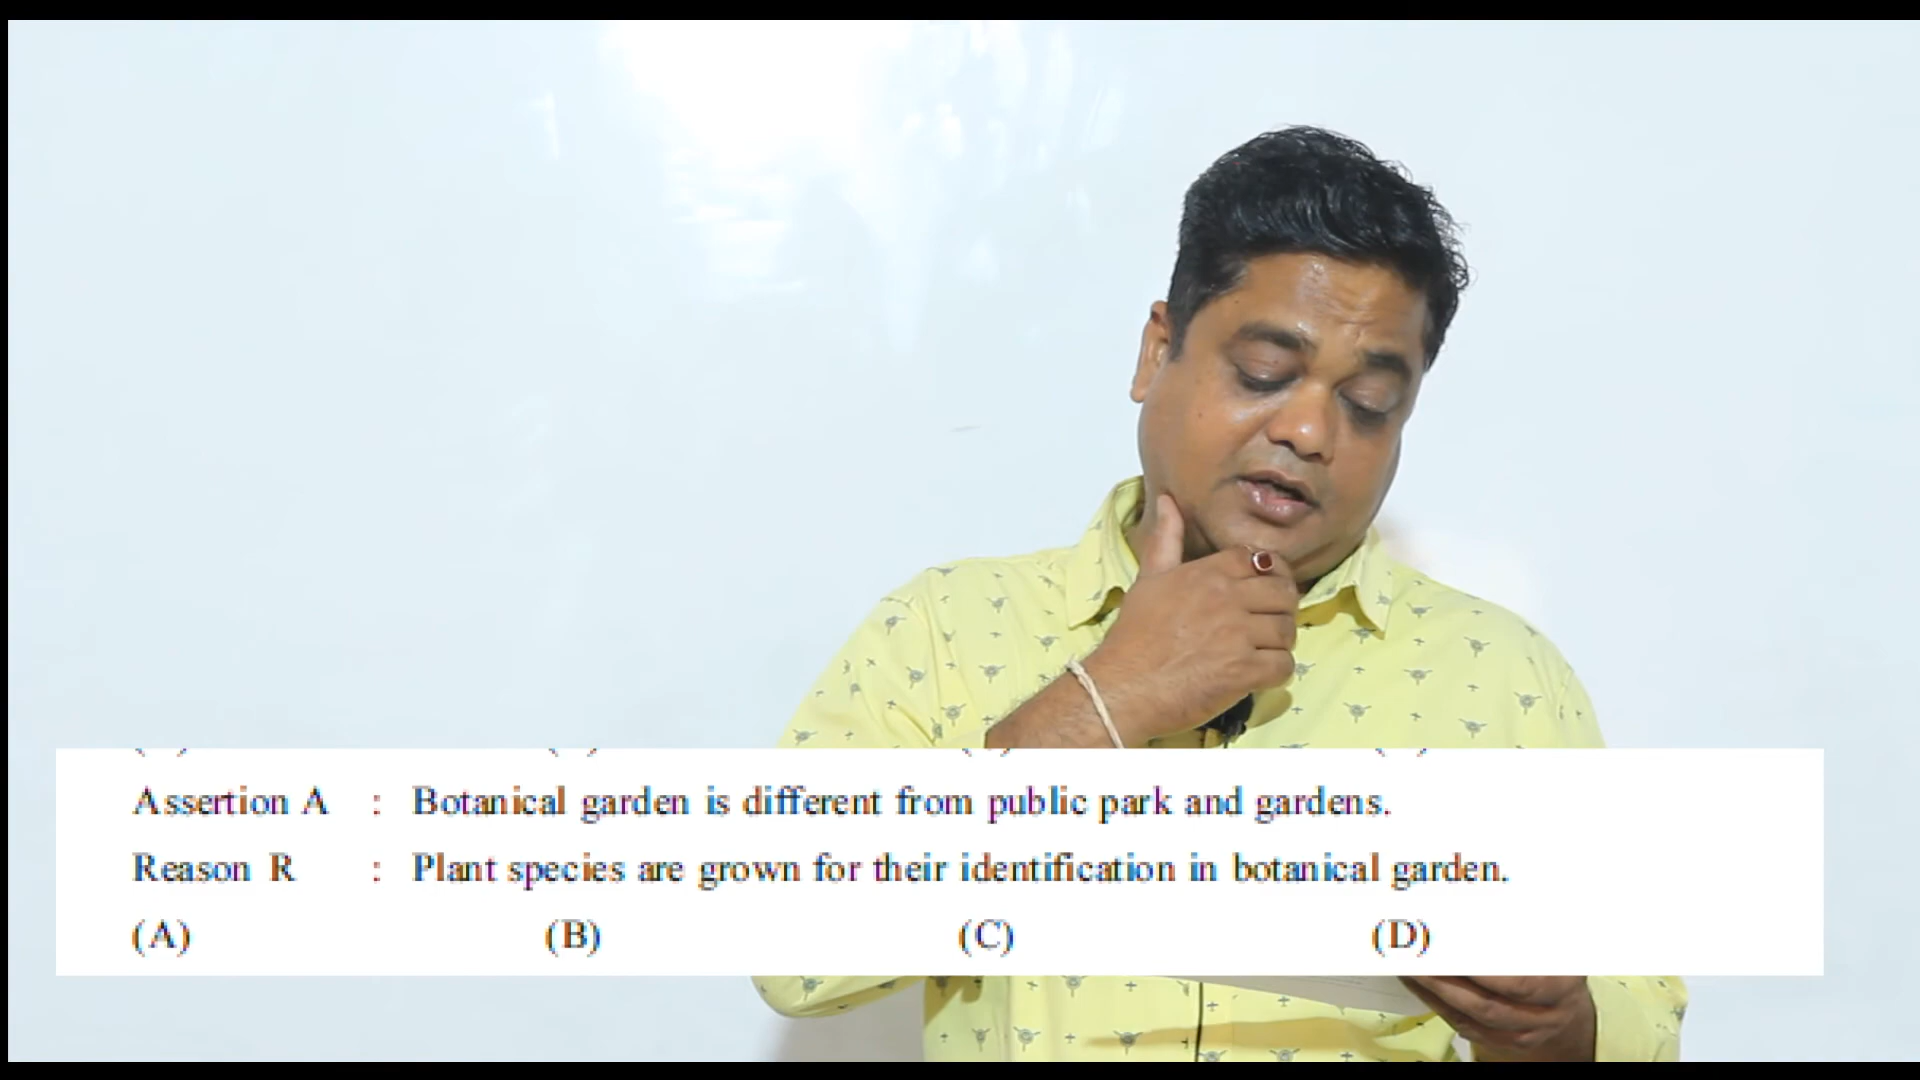 Assertion A : Botanical garden is different from public park and gardens.
Reason R : Plant species are grown for their identification in botanical garden.
(A) (B) (C) (D)